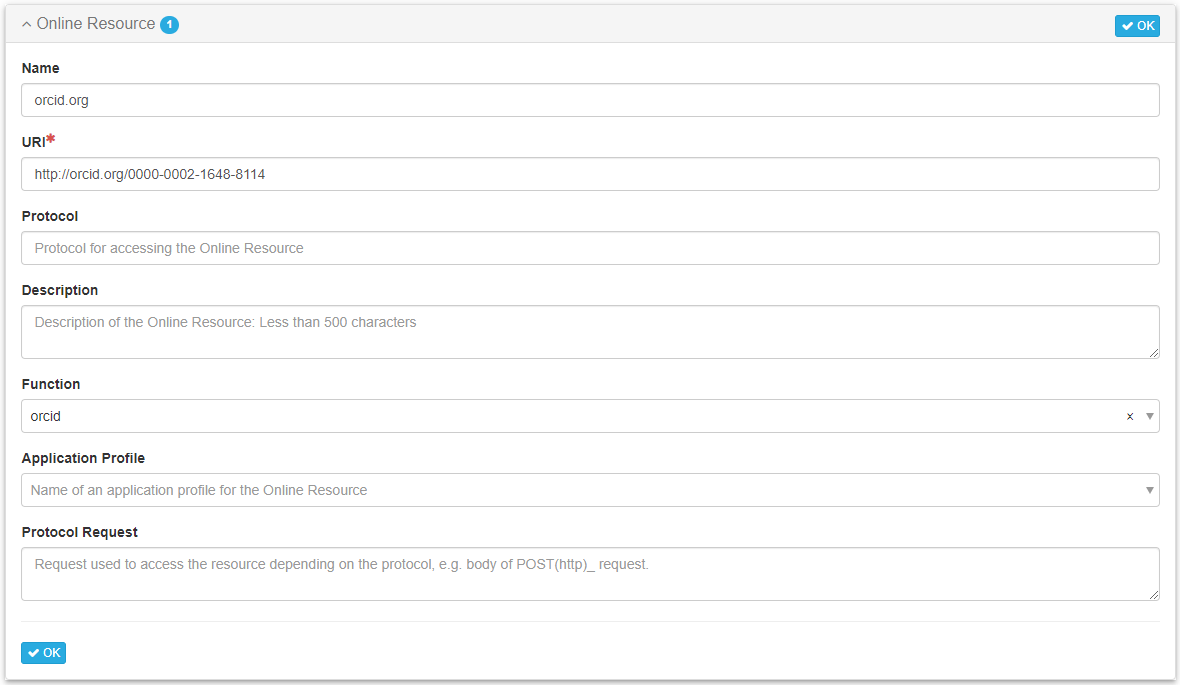 Online Resource 1
OK
Name
orcid.org
URI*
http://orcid.org/0000-0002-1648-8114
Protocol
Protocol for accessing the Online Resource
Description
Description of the Online Resource: Less than 500 characters
Function
orcid
x
Application Profile
Name of an application profile for the Online Resource
Protocol Request
Request used to access the resource depending on the protocol, e.g. body of POST(http)_ request.
OK